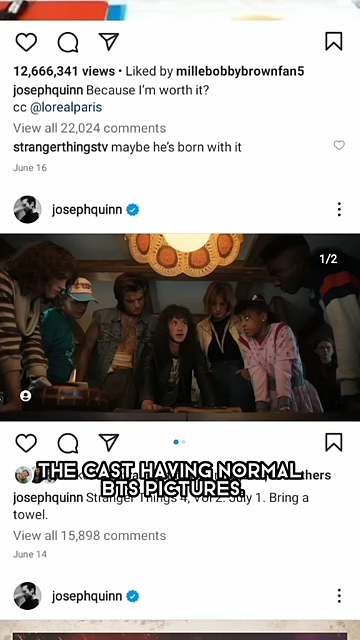 12,666,341 views • Liked by millebobbybrownfan5
josephquinn Because I'm worth it?
cc @lorealparis
View all 22,024 comments
strangerthingstv maybe he's born with it
June 16
josephquinn
1/2
THE CAST HAVING NORMAL
BTS PICTURES.
josephquinn Stranger Things 4, Vol 2. July 1. Bring a
towel.
View all 15,898 comments
June 14
josephquinn